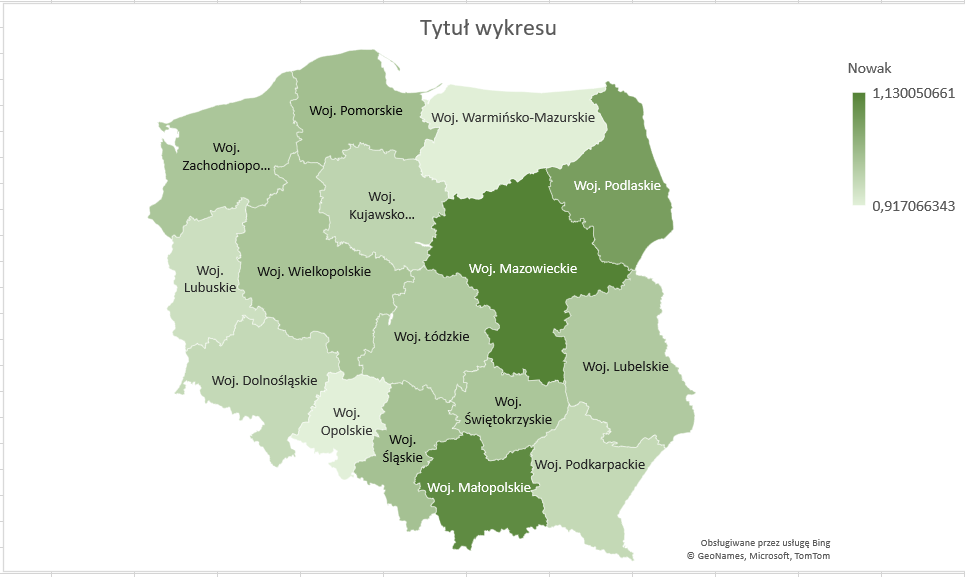 Tytuł wykresu
Nowak
1,130050661
0,917066343
Woj. Pomorskie
Woj. Warmińsko-Mazurskie
Woj.
Zachodniopo...
Woj. Podlaskie
Woj.
Kujawsko...
Woj. Mazowieckie
Woj.
Lubuskie
Woj. Wielkopolskie
Woj. Łódzkie
Woj. Lubelskie
Woj. Dolnośląskie
Woj.
Opolskie
Woj.
Świętokrzyskie
Woj.
Śląskie
Woj. Podkarpackie
Woj. Małopolskie
Obsługiwane przez usługę Bing
© GeoNames, Microsoft, TomTom